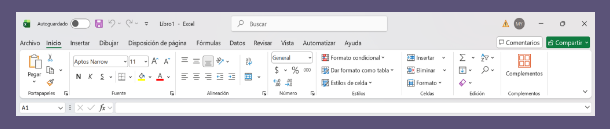 Autoguardado Libro1 - Excel Buscar
Archivo Inicio Insertar Dibujar Disposición de página Fórmulas Datos Revisar Vista Automatizar Ayuda Comentarios Compartir
Pegar
Aptos Narrow 11 A A
N K S A
General
$ % 000
Formato condicional
Dar formato como tabla
Estilos de celda
Insertar
Eliminar
Formato
Complementos
Portapapeles Fuente Alineación Número Estilos Celdas Complementos
A1 fx